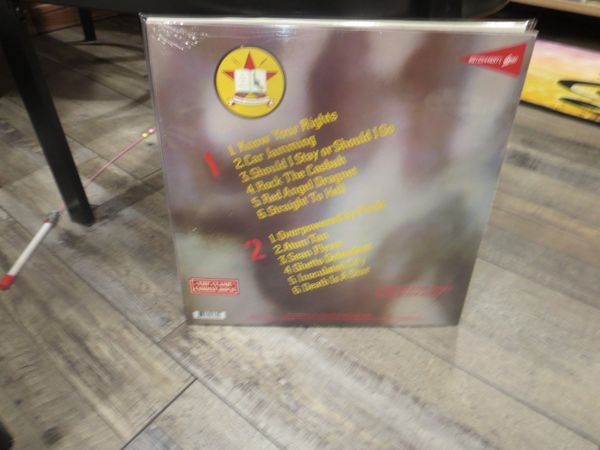 1
1. Know Your Rights
2. Car Jamming
3. Should I Stay or Should I Go
4. Rock The Casbah
5. Red Angel Dragnet
6. Straight To Hell
2
1. Overpowered by Funk
2. Atom Tan
3. Sean Flynn
4. Ghetto Defendant
5. Inoculated City
6. Death Is A Star